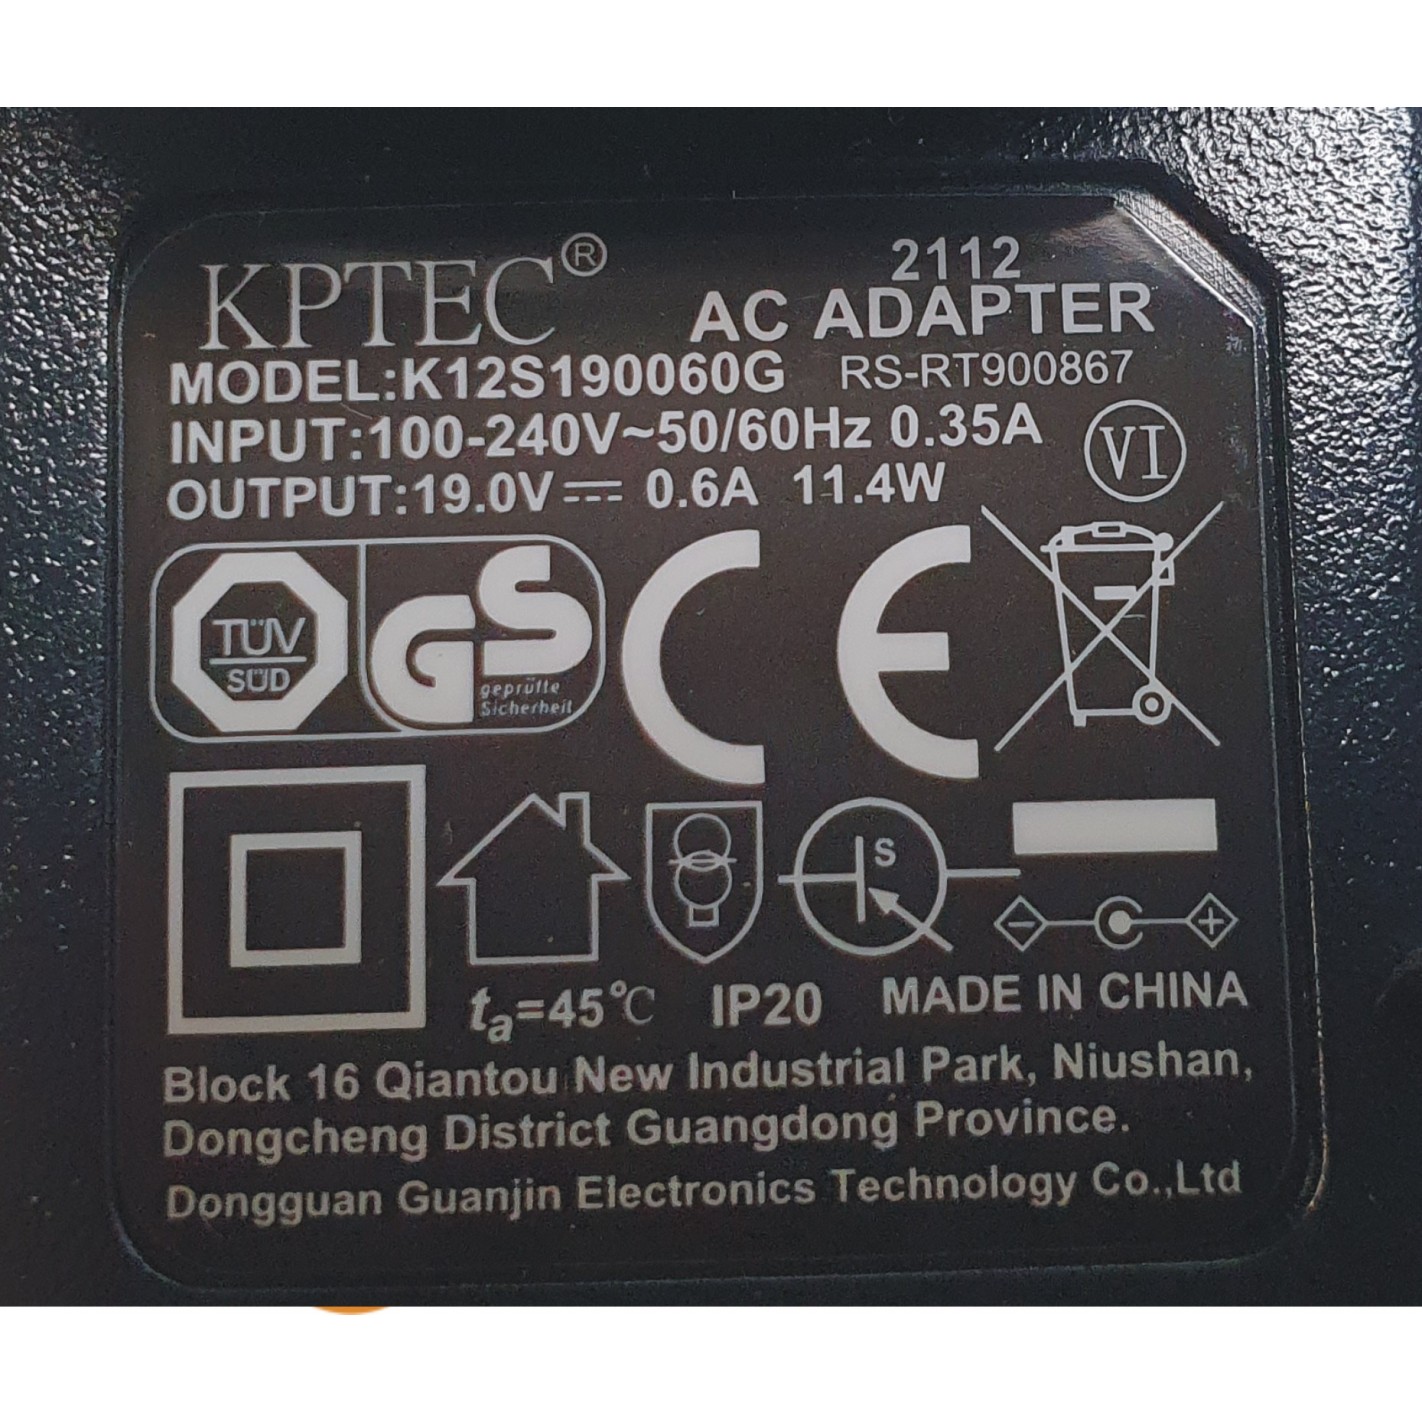 KPTEC®
2112
AC ADAPTER
MODEL:K12S190060G RS-RT900867
INPUT:100-240V~50/60Hz 0.35A
VI
OUTPUT:19.0V⎓ 0.6A 11.4W
TÜV
SÜD
GS
geprüfte
Sicherheit
CE
S
- +
ta=45℃ IP20 MADE IN CHINA
Block 16 Qiantou New Industrial Park, Niushan,
Dongcheng District Guangdong Province.
Dongguan Guanjin Electronics Technology Co.,Ltd